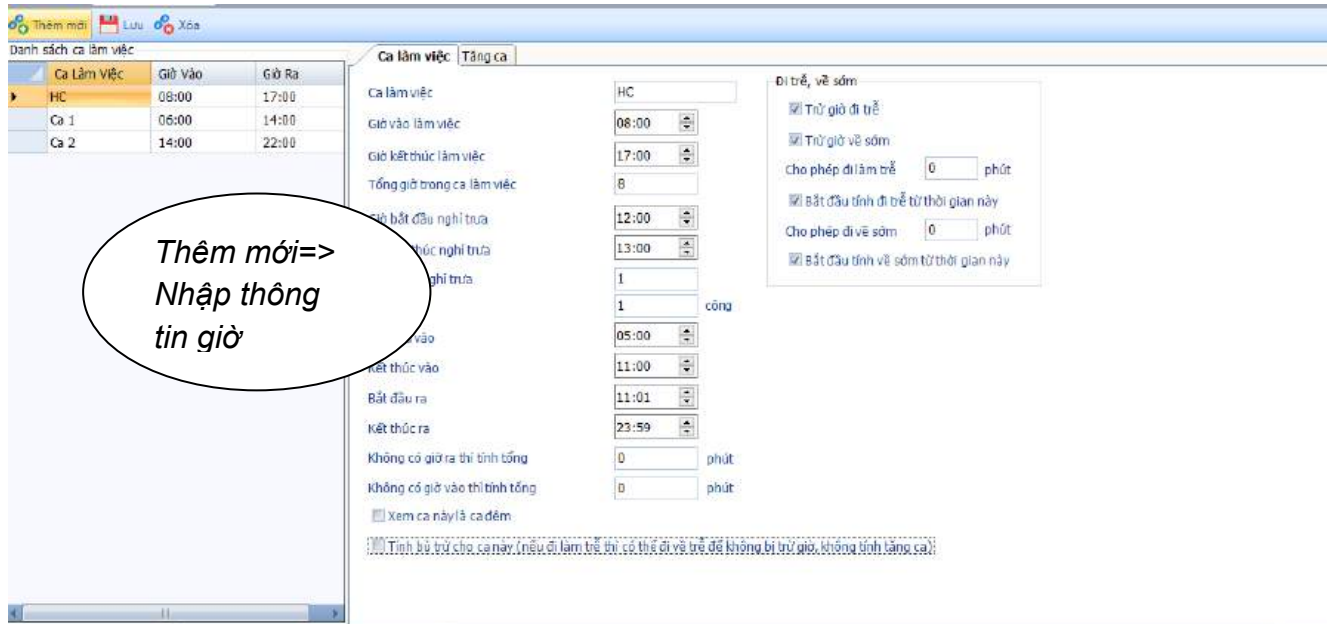 Thêm mới Lưu Xóa
Danh sách ca làm việc
Ca Làm Việc Giờ Vào Giờ Ra
HC 08:00 17:00
Ca 1 06:00 14:00
Ca 2 14:00 22:00
Thêm mới=>
Nhập thông
tin giờ
Ca làm việc Tăng ca
Ca làm việc HC
Giờ vào làm việc 08:00
Giờ kết thúc làm việc 17:00
Tổng giờ trong ca làm việc 8
Giờ bắt đầu nghỉ trưa 12:00
thúc nghỉ trưa 13:00
nghỉ trưa 1
1 công
vào 05:00
Kết thúc vào 11:00
Bắt đầu ra 11:01
Kết thúc ra 23:59
Không có giờ ra thì tính tổng 0 phút
Không có giờ vào thì tính tổng 0 phút
Xem ca này là ca đêm
Tính bù trừ cho ca này (nếu đi làm trễ thì có thể đi về trễ để không bị trừ giờ, không tính tăng ca)
Đi trễ, về sớm
Trừ giờ đi trễ
Trừ giờ về sớm
Cho phép đi làm trễ 0 phút
Bắt đầu tính đi trễ từ thời gian này
Cho phép đi về sớm 0 phút
Bắt đầu tính về sớm từ thời gian này